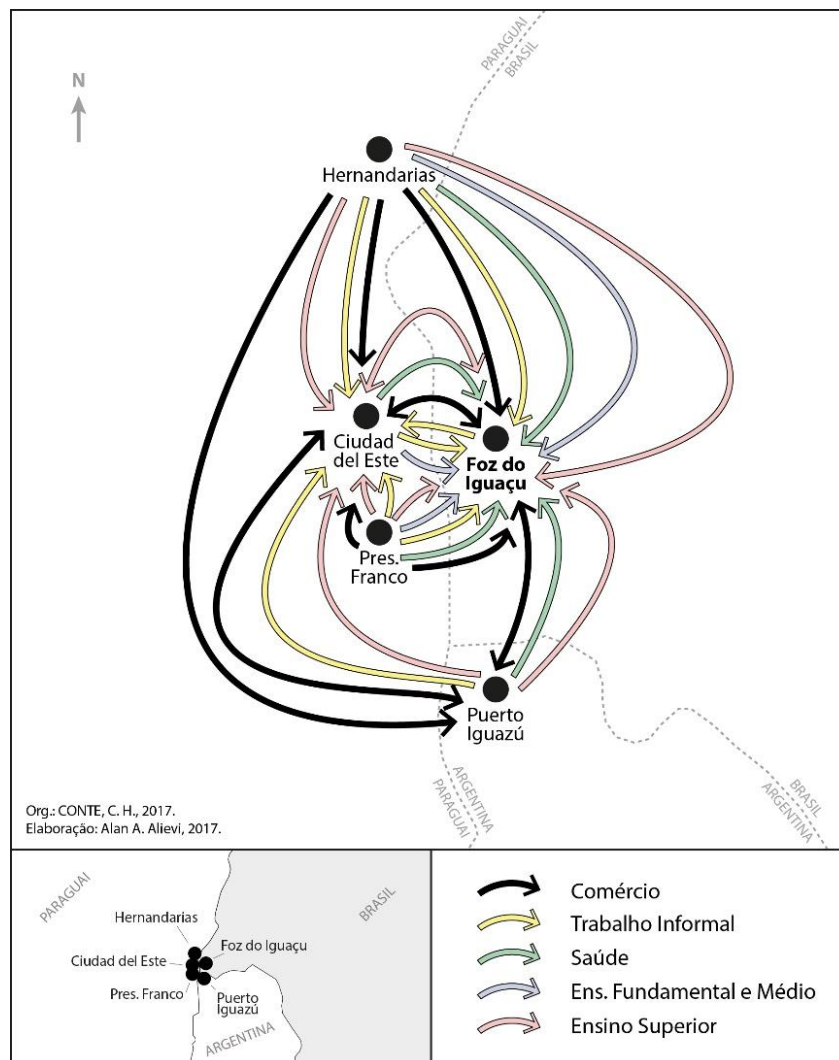 PARAGUAI
BRASIL
N
Hernandarias
Ciudad
del Este
Foz do
Iguaçu
Pres.
Franco
Puerto
Iguazú
ARGENTINA
PARAGUAI
BRASIL
ARGENTINA
Org.: CONTE, C. H., 2017.
Elaboração: Alan A. Alievi, 2017.
PARAGUAI
BRASIL
Hernandarias
Ciudad del Este
Foz do Iguaçu
Pres. Franco
Puerto
Iguazú
ARGENTINA
Comércio
Trabalho Informal
Saúde
Ens. Fundamental e Médio
Ensino Superior